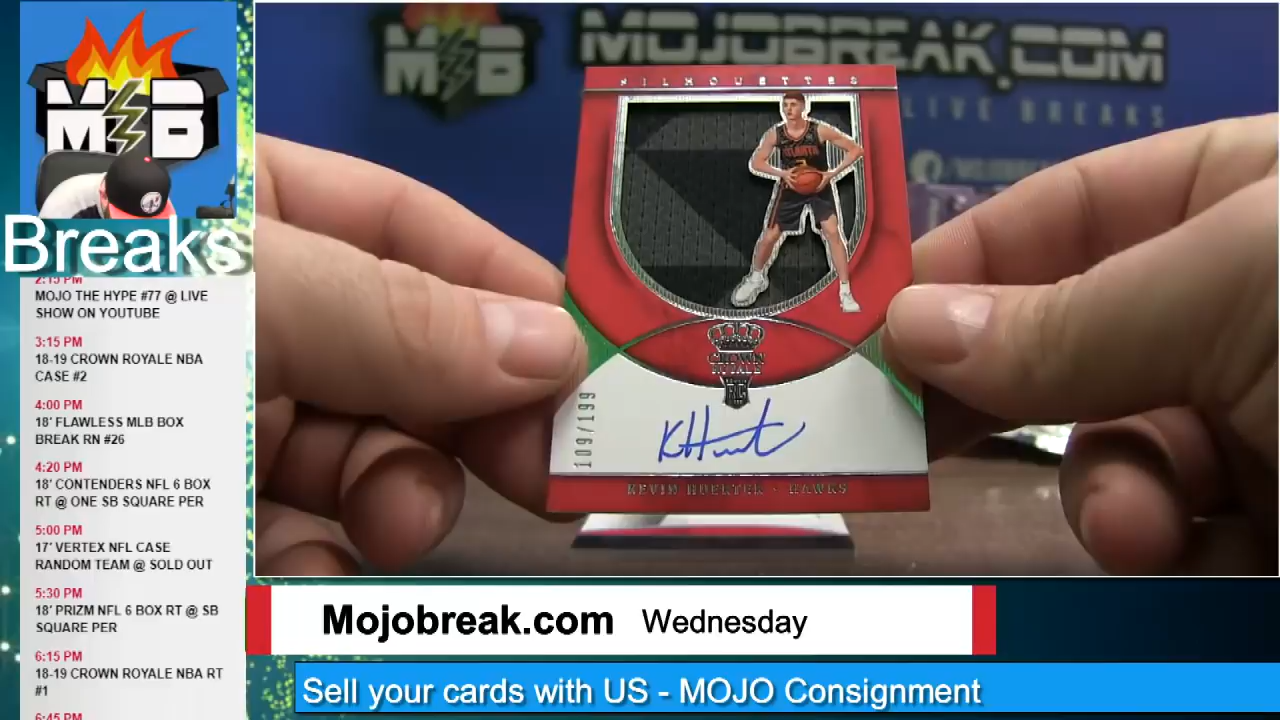 M B
Breaks
2:15 PM
MOJO THE HYPE #77 @ LIVE
SHOW ON YOUTUBE
3:15 PM
18-19 CROWN ROYALE NBA
CASE #2
4:00 PM
18' FLAWLESS MLB BOX
BREAK RN #26
4:20 PM
18' CONTENDERS NFL 6 BOX
RT @ ONE SB SQUARE PER
5:00 PM
17' VERTEX NFL CASE
RANDOM TEAM @ SOLD OUT
5:30 PM
18' PRIZM NFL 6 BOX RT @ SB
SQUARE PER
6:15 PM
18-19 CROWN ROYALE NBA RT
#1
6:45 PM
M B
MOJOBREAK.COM
LIVE BREAKS
SILHOUETTES
ATLANTA
CROWN
ROYALE
RC
109/199
KEVIN HUERTER - HAWKS
Mojobreak.com Wednesday
Sell your cards with US - MOJO Consignment